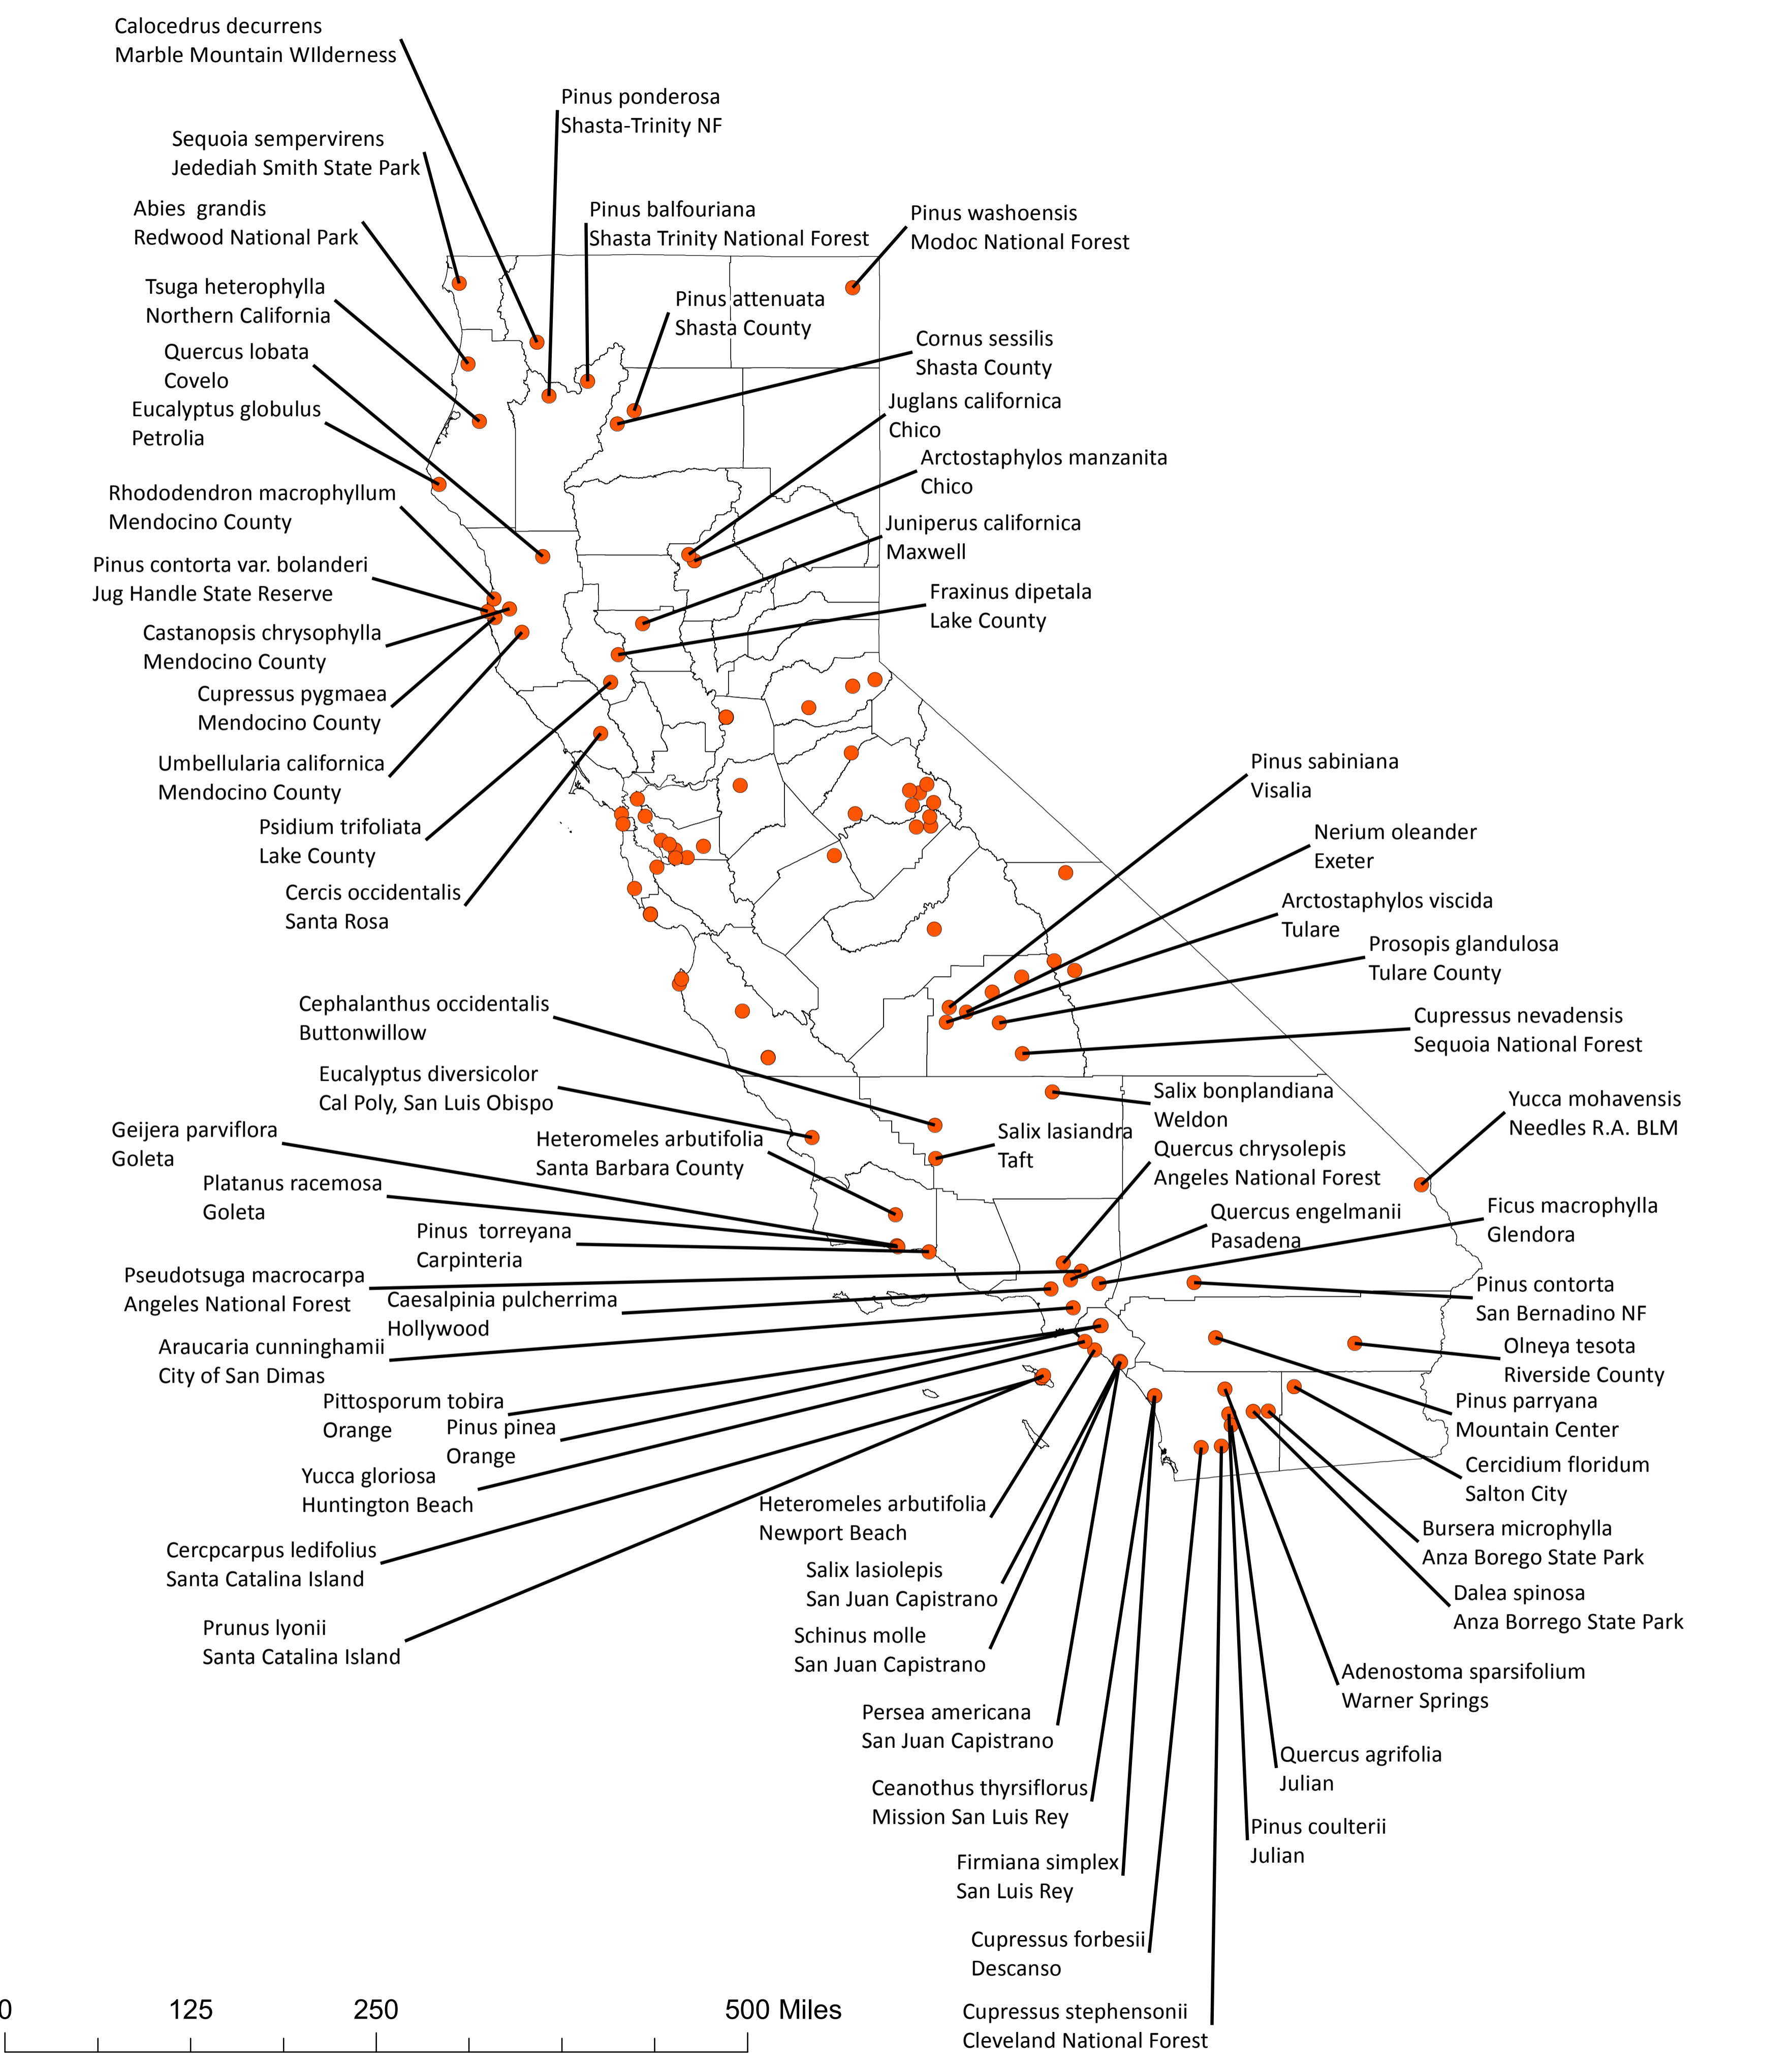 Calocedrus decurrens
Marble Mountain WIlderness
Pinus ponderosa
Shasta-Trinity NF
Sequoia sempervirens
Jedediah Smith State Park
Abies  grandis
Redwood National Park
Pinus balfouriana
Shasta Trinity National Forest
Pinus washoensis
Modoc National Forest
Tsuga heterophylla
Northern California
Pinus attenuata
Shasta County
Cornus sessilis
Shasta County
Quercus lobata
Covelo
Eucalyptus globulus
Petrolia
Juglans californica
Chico
Arctostaphylos manzanita
Chico
Rhododendron macrophyllum
Mendocino County
Juniperus californica
Maxwell
Pinus contorta var. bolanderi
Jug Handle State Reserve
Fraxinus dipetala
Lake County
Castanopsis chrysophylla
Mendocino County
Cupressus pygmaea
Mendocino County
Umbellularia californica
Mendocino County
Pinus sabiniana
Visalia
Psidium trifoliata
Lake County
Nerium oleander
Exeter
Cercis occidentalis
Santa Rosa
Arctostaphylos viscida
Tulare
Prosopis glandulosa
Tulare County
Cephalanthus occidentalis
Buttonwillow
Cupressus nevadensis
Sequoia National Forest
Eucalyptus diversicolor
Cal Poly, San Luis Obispo
Salix bonplandiana
Weldon
Yucca mohavensis
Needles R.A. BLM
Geijera parviflora
Goleta
Heteromeles arbutifolia
Santa Barbara County
Salix lasiandra
Taft
Quercus chrysolepis
Angeles National Forest
Platanus racemosa
Goleta
Quercus engelmanii
Pasadena
Ficus macrophylla
Glendora
Pinus  torreyana
Carpinteria
Pseudotsuga macrocarpa
Angeles National Forest
Caesalpinia pulcherrima
Hollywood
Pinus contorta
San Bernadino NF
Araucaria cunninghamii
City of San Dimas
Olneya tesota
Riverside County
Pittosporum tobira
Orange
Pinus parryana
Mountain Center
Pinus pinea
Orange
Yucca gloriosa
Huntington Beach
Cercidium floridum
Salton City
Heteromeles arbutifolia
Newport Beach
Bursera microphylla
Anza Borego State Park
Cercpcarpus ledifolius
Santa Catalina Island
Salix lasiolepis
San Juan Capistrano
Dalea spinosa
Anza Borrego State Park
Prunus lyonii
Santa Catalina Island
Schinus molle
San Juan Capistrano
Adenostoma sparsifolium
Warner Springs
Persea americana
San Juan Capistrano
Quercus agrifolia
Julian
Ceanothus thyrsiflorus
Mission San Luis Rey
Pinus coulterii
Julian
Firmiana simplex
San Luis Rey
Cupressus forbesii
Descanso
Cupressus stephensonii
Cleveland National Forest
0 125 250 500 Miles